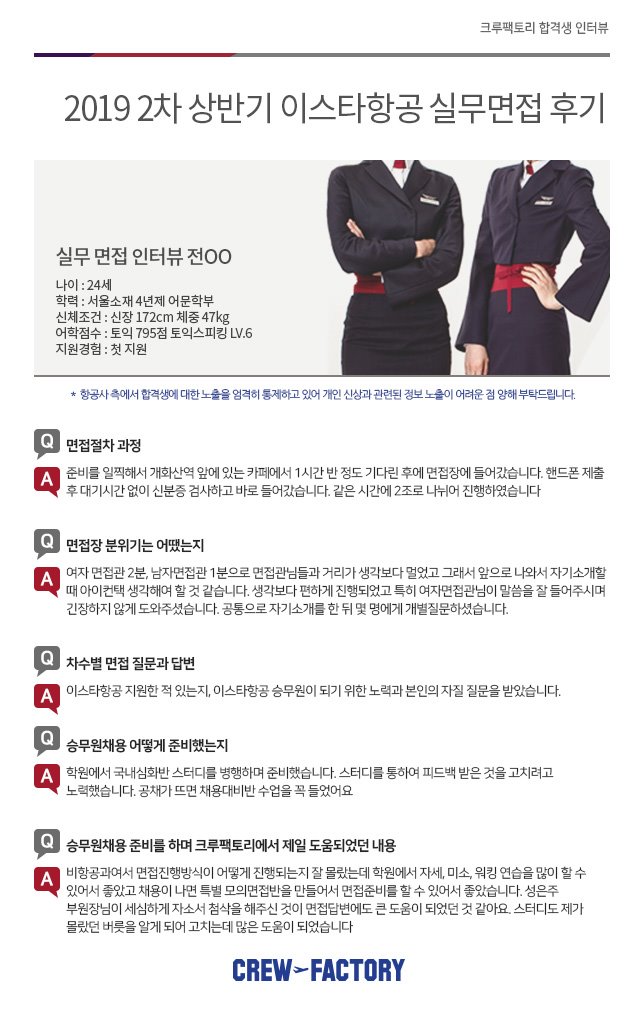 크루팩토리 합격생 인터뷰
2019 2차 상반기 이스타항공 실무면접 후기
실무 면접 인터뷰 전OO
나이 : 24세
학력 : 서울소재 4년제 어문학부
신체조건 : 신장 172cm 체중 47kg
어학점수 : 토익 795점 토익스피킹 LV.6
지원경험 : 첫 지원
* 항공사 측에서 합격생에 대한 노출을 엄격히 통제하고 있어 개인 신상과 관련된 정보 노출이 어려운 점 양해 부탁드립니다.
Q 면접절차 과정
A 준비를 일찍해서 개화산역 앞에 있는 카페에서 1시간 반 정도 기다린 후에 면접장에 들어갔습니다. 핸드폰 제출
후 대기시간 없이 신분증 검사하고 바로 들어갔습니다. 같은 시간에 2조로 나뉘어 진행하였습니다
Q 면접장 분위기는 어땠는지
A 여자 면접관 2분, 남자면접관 1분으로 면접관님들과 거리가 생각보다 멀었고 그래서 앞으로 나와서 자기소개할
때 아이컨택 생각해여 할 것 같습니다. 생각보다 편하게 진행되었고 특히 여자면접관님이 말씀을 잘 들어주시며
긴장하지 않게 도와주셨습니다. 공통으로 자기소개를 한 뒤 몇 명에게 개별질문하셨습니다.
Q 차수별 면접 질문과 답변
A 이스타항공 지원한 적 있는지, 이스타항공 승무원이 되기 위한 노력과 본인의 자질 질문을 받았습니다.
Q 승무원채용 어떻게 준비했는지
A 학원에서 국내심화반 스터디를 병행하며 준비했습니다. 스터디를 통하여 피드백 받은 것을 고치려고
노력했습니다. 공채가 뜨면 채용대비반 수업을 꼭 들었어요
Q 승무원채용 준비를 하며 크루팩토리에서 제일 도움되었던 내용
A 비항공과여서 면접진행방식이 어떻게 진행되는지 잘 몰랐는데 학원에서 자세, 미소, 워킹 연습을 많이 할 수
있어서 좋았고 채용이 나면 특별 모의면접반을 만들어서 면접준비를 할 수 있어서 좋았습니다. 성은주
부원장님이 세심하게 자소서 첨삭을 해주신 것이 면접답변에도 큰 도움이 되었던 것 같아요. 스터디도 제가
몰랐던 버릇을 알게 되어 고치는데 많은 도움이 되었습니다
CREW FACTORY